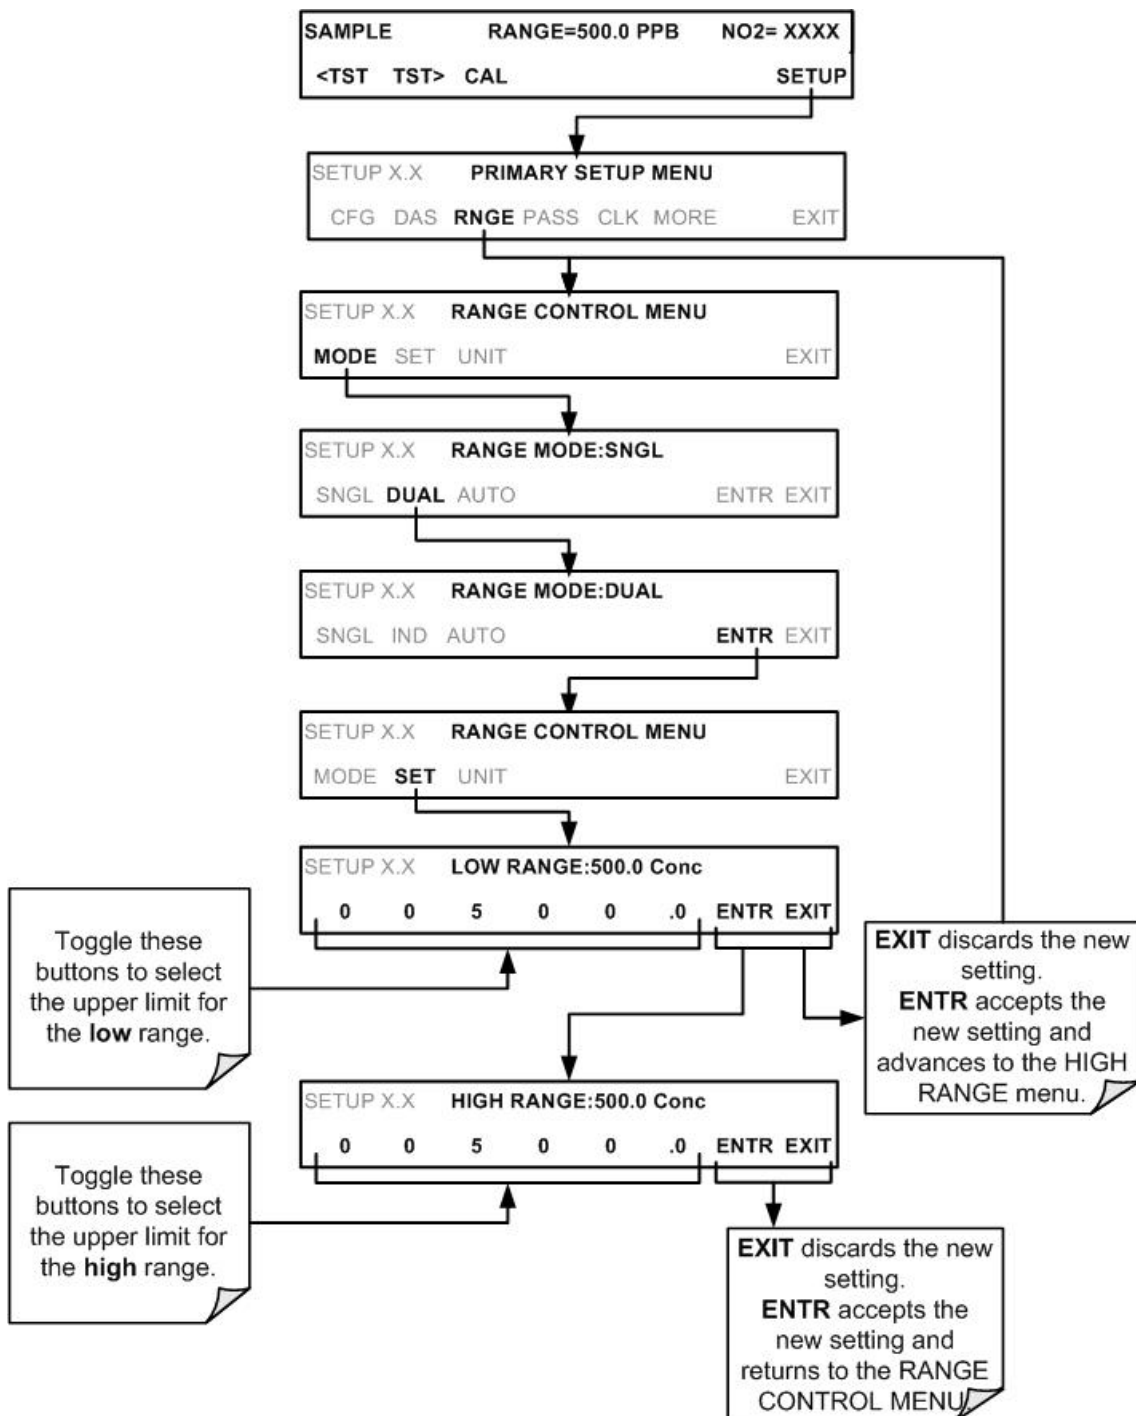 SAMPLE RANGE=500.0 PPB NO2= XXXX
<TST TST> CAL SETUP
SETUP X.X PRIMARY SETUP MENU
CFG DAS RNGE PASS CLK MORE EXIT
SETUP X.X RANGE CONTROL MENU
MODE SET UNIT EXIT
SETUP X.X RANGE MODE:SNGL
SNGL DUAL AUTO ENTR EXIT
SETUP X.X RANGE MODE:DUAL
SNGL IND AUTO ENTR EXIT
SETUP X.X RANGE CONTROL MENU
MODE SET UNIT EXIT
SETUP X.X LOW RANGE:500.0 Conc
0 0 5 0 0 .0 ENTR EXIT
Toggle these
buttons to select
the upper limit for
the low range.
EXIT discards the new
setting.
ENTR accepts the
new setting and
advances to the HIGH
RANGE menu.
SETUP X.X HIGH RANGE:500.0 Conc
0 0 5 0 0 .0 ENTR EXIT
Toggle these
buttons to select
the upper limit for
the high range.
EXIT discards the new
setting.
ENTR accepts the
new setting and
returns to the RANGE
CONTROL MENU.